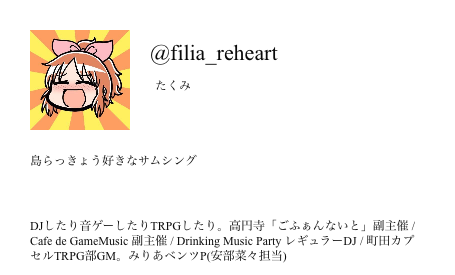 @filia_reheart
たくみ
島らっきょう好きなサムシング
DJしたり音ゲーしたりTRPGしたり。高円寺「ごふぁんないと」副主催 /
Cafe de GameMusic 副主催 / Drinking Music Party レギュラーDJ / 町田カプ
セルTRPG部GM。みりあベンツP(安部菜々担当)